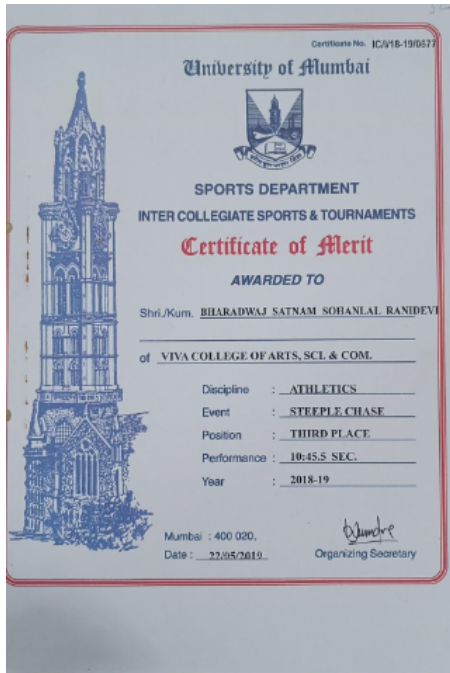 Certificate No. IC/I/18-19/0677
University of Mumbai
SPORTS DEPARTMENT
INTER COLLEGIATE SPORTS & TOURNAMENTS
Certificate of Merit
AWARDED TO
Shri./Kum. BHARADWAJ SATNAM SOHANLAL RANIDEVI
of VIVA COLLEGE OF ARTS, SCI. & COM.
Discipline : ATHLETICS
Event : STEEPLE CHASE
Position : THIRD PLACE
Performance : 10:45.5 SEC.
Year : 2018-19
Mumbai : 400 020.
Date : 22/05/2019
Organizing Secretary